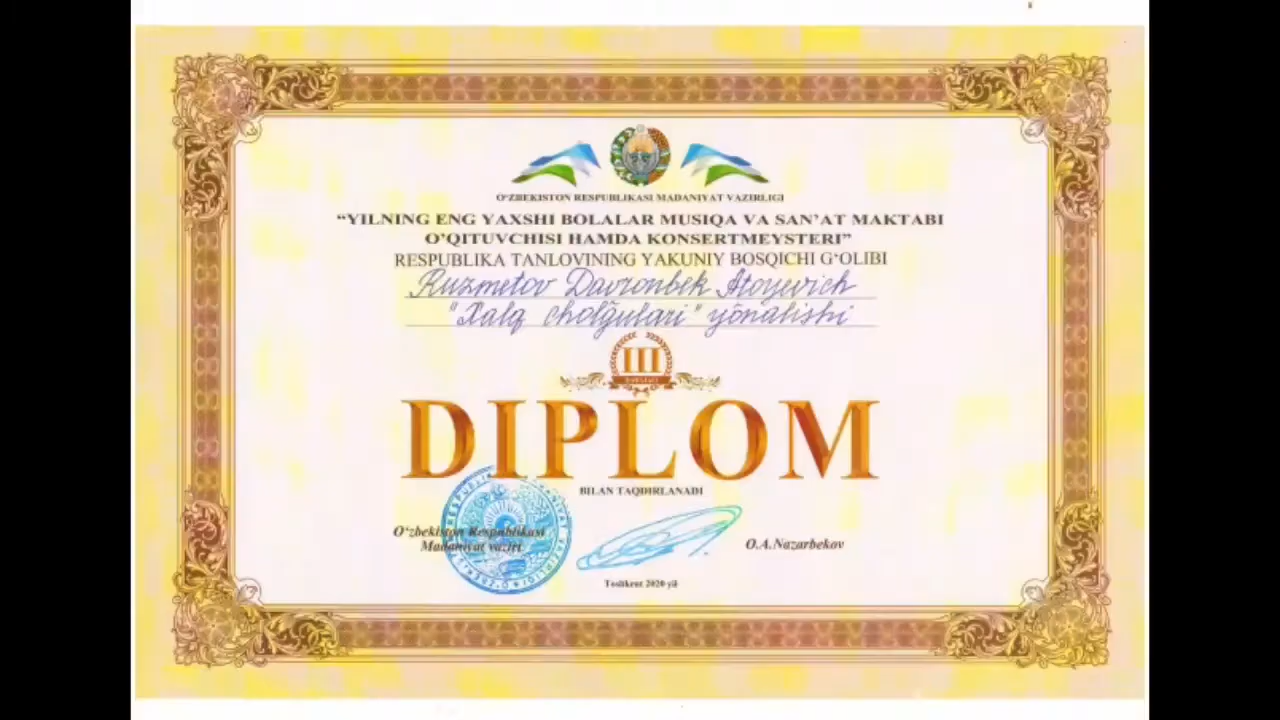 O‘ZBEKISTON RESPUBLIKASI MADANIYAT VAZIRLIGI
“YILNING ENG YAXSHI BOLALAR MUSIQA VA SAN’AT MAKTABI
O’QITUVCHISI HAMDA KONSERTMEYSTERI”
RESPUBLIKA TANLOVINING YAKUNIY BOSQICHI G‘OLIBI
Ruzmetov Davronbek Atoyevich
"Xalq cholg̃ulari" yõnalishi
III
DIPLOM
BILAN TAQDIRLANADI
O‘zbekiston Respublikasi
Madaniyat vaziri
O.A.Nazarbekov
Toshkent 2020 yil